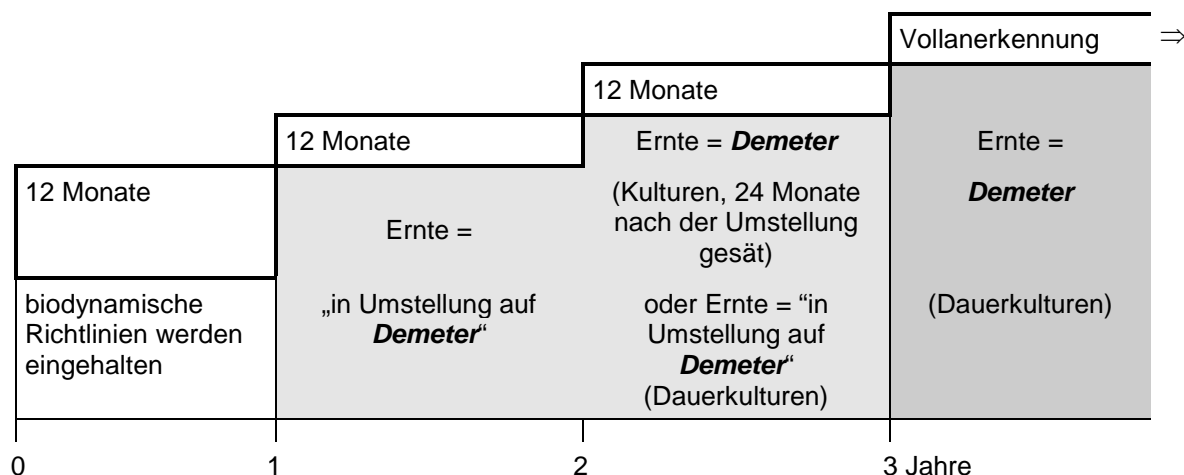 Vollanerkennung ⇒
12 Monate
12 Monate
12 Monate
biodynamische
Richtlinien werden
eingehalten
Ernte =
„in Umstellung auf
Demeter“
Ernte = Demeter
(Kulturen, 24 Monate
nach der Umstellung
gesät)
oder Ernte = “in
Umstellung auf
Demeter“
(Dauerkulturen)
Ernte =
Demeter
(Dauerkulturen)
0 1 2 3 Jahre